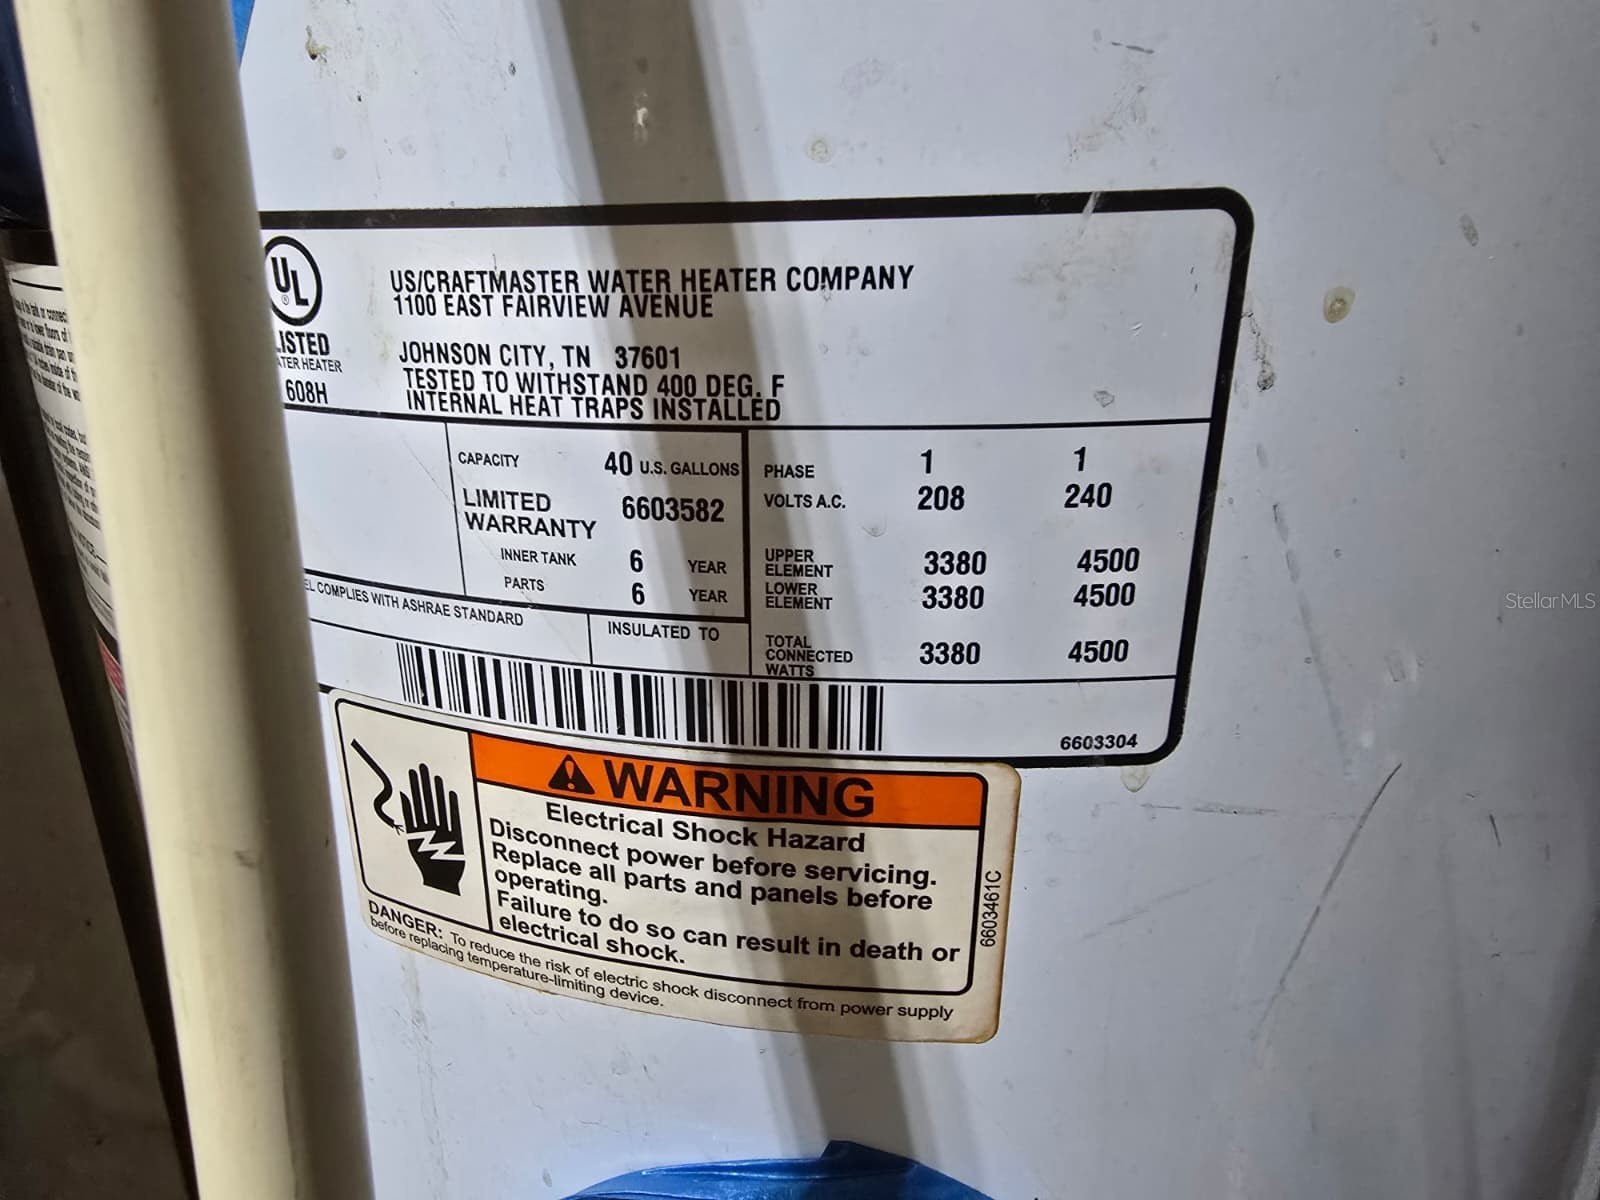 UL
®
LISTED
TER HEATER
608H
US/CRAFTMASTER WATER HEATER COMPANY
1100 EAST FAIRVIEW AVENUE
JOHNSON CITY, TN 37601
TESTED TO WITHSTAND 400 DEG. F
INTERNAL HEAT TRAPS INSTALLED
CAPACITY 40 U.S. GALLONS
LIMITED WARRANTY 6603582
INNER TANK 6 YEAR
PARTS 6 YEAR
EL COMPLIES WITH ASHRAE STANDARD
INSULATED TO
PHASE 1 1
VOLTS A.C. 208 240
UPPER ELEMENT 3380 4500
LOWER ELEMENT 3380 4500
TOTAL CONNECTED WATTS 3380 4500
6603304
WARNING
Electrical Shock Hazard
Disconnect power before servicing.
Replace all parts and panels before
operating.
Failure to do so can result in death or
electrical shock.
DANGER: To reduce the risk of electric shock disconnect from power supply
before replacing temperature-limiting device.
6603461C
StellarMLS